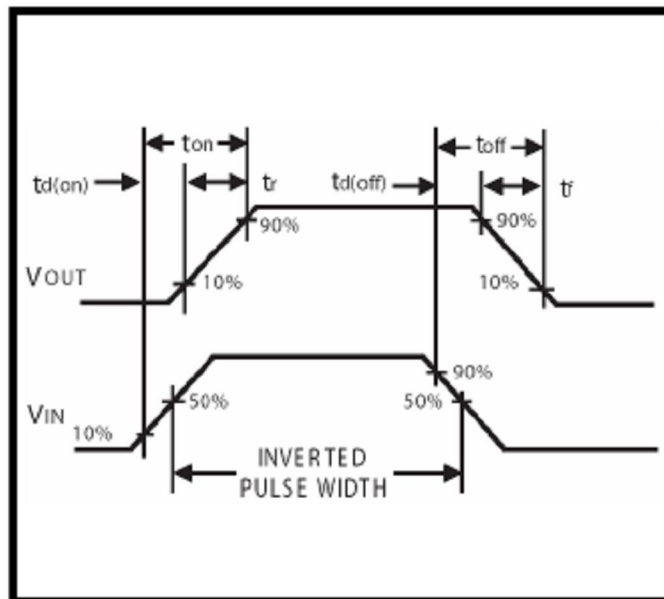 ton
toff
td(on)
tr
td(off)
tf
90%
90%
VOUT
10%
10%
90%
VIN
50%
50%
10%
INVERTED
PULSE WIDTH